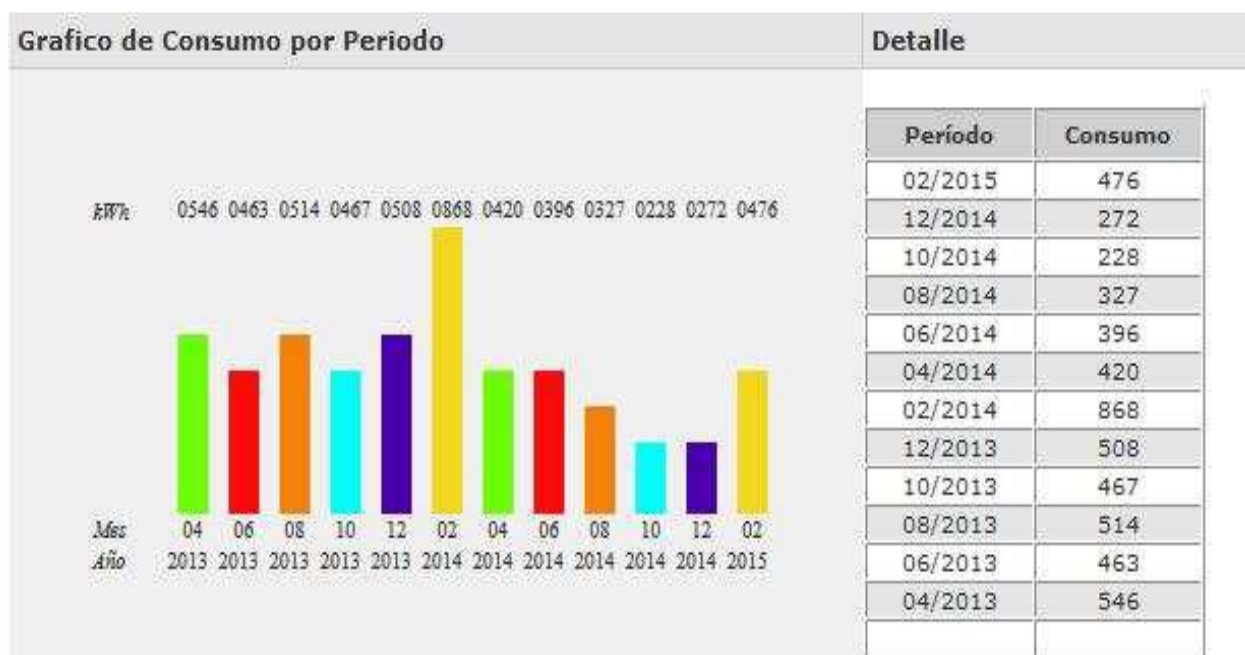 Grafico de Consumo por Periodo
kWh 0546 0463 0514 0467 0508 0868 0420 0396 0327 0228 0272 0476
Mes 04 06 08 10 12 02 04 06 08 10 12 02
Año 2013 2013 2013 2013 2013 2014 2014 2014 2014 2014 2014 2015
Detalle
Período Consumo
02/2015 476
12/2014 272
10/2014 228
08/2014 327
06/2014 396
04/2014 420
02/2014 868
12/2013 508
10/2013 467
08/2013 514
06/2013 463
04/2013 546